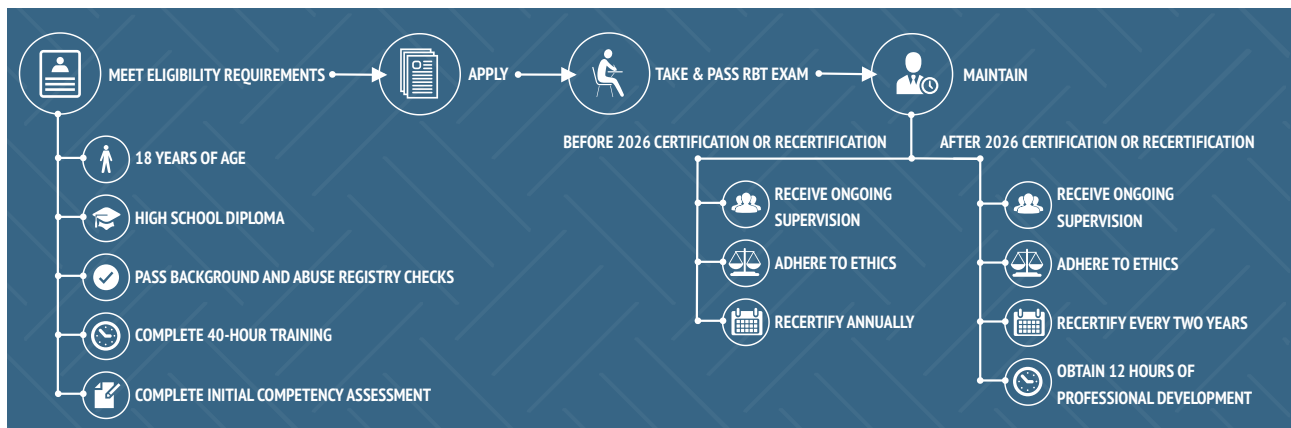 MEET ELIGIBILITY REQUIREMENTS
APPLY
TAKE & PASS RBT EXAM
MAINTAIN
18 YEARS OF AGE
HIGH SCHOOL DIPLOMA
PASS BACKGROUND AND ABUSE REGISTRY CHECKS
COMPLETE 40-HOUR TRAINING
COMPLETE INITIAL COMPETENCY ASSESSMENT
BEFORE 2026 CERTIFICATION OR RECERTIFICATION
RECEIVE ONGOING
SUPERVISION
ADHERE TO ETHICS
RECERTIFY ANNUALLY
AFTER 2026 CERTIFICATION OR RECERTIFICATION
RECEIVE ONGOING
SUPERVISION
ADHERE TO ETHICS
RECERTIFY EVERY TWO YEARS
OBTAIN 12 HOURS OF
PROFESSIONAL DEVELOPMENT